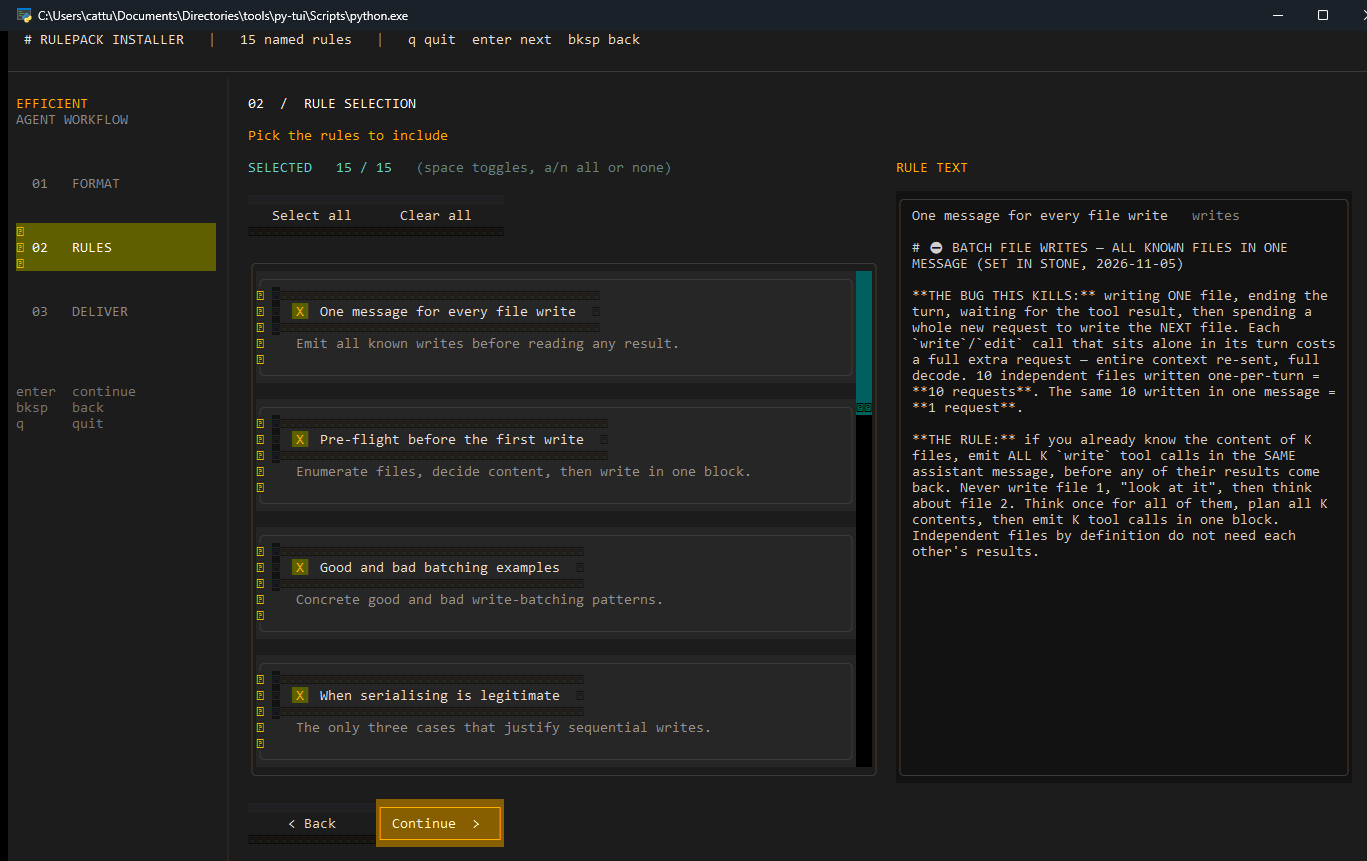 C:\Users\cattu\Documents\Directories\tools\py-tui\Scripts\python.exe
# RULEPACK INSTALLER | 15 named rules | q quit enter next bksp back
EFFICIENT
AGENT WORKFLOW
01 FORMAT
02 RULES
03 DELIVER
enter continue
bksp back
q quit
02 / RULE SELECTION
Pick the rules to include
SELECTED 15 / 15 (space toggles, a/n all or none)
Select all Clear all
X One message for every file write
Emit all known writes before reading any result.
X Pre-flight before the first write
Enumerate files, decide content, then write in one block.
X Good and bad batching examples
Concrete good and bad write-batching patterns.
X When serialising is legitimate
The only three cases that justify sequential writes.
< Back Continue >
RULE TEXT
One message for every file write writes
# ⛔ BATCH FILE WRITES — ALL KNOWN FILES IN ONE
MESSAGE (SET IN STONE, 2026-11-05)
**THE BUG THIS KILLS:** writing ONE file, ending the
turn, waiting for the tool result, then spending a
whole new request to write the NEXT file. Each
`write`/`edit` call that sits alone in its turn costs
a full extra request — entire context re-sent, full
decode. 10 independent files written one-per-turn =
**10 requests**. The same 10 written in one message =
**1 request**.
**THE RULE:** if you already know the content of K
files, emit ALL K `write` tool calls in the SAME
assistant message, before any of their results come
back. Never write file 1, "look at it", then think
about file 2. Think once for all of them, plan all K
contents, then emit K tool calls in one block.
Independent files by definition do not need each
other's results.